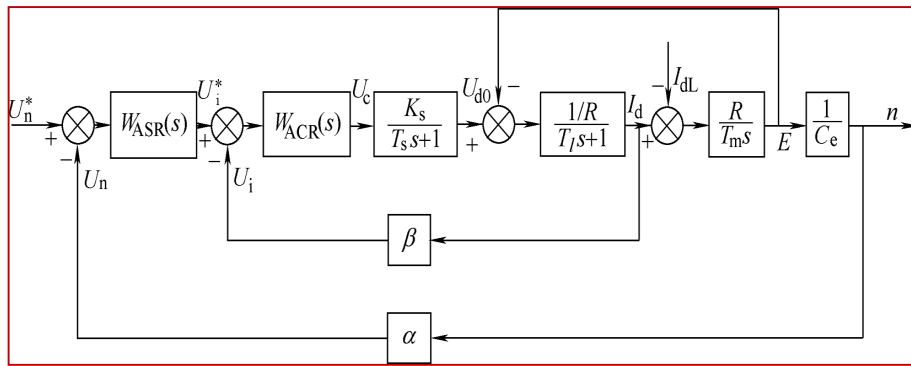 U*n
+
−
Un
WASR(s)
U*i
+
−
Ui
WACR(s)
Uc
Ks
Tss+1
Ud0
−
+
1/R
Tls+1
Id
+
−
IdL
R
Tms
E
1
Ce
n
β
α